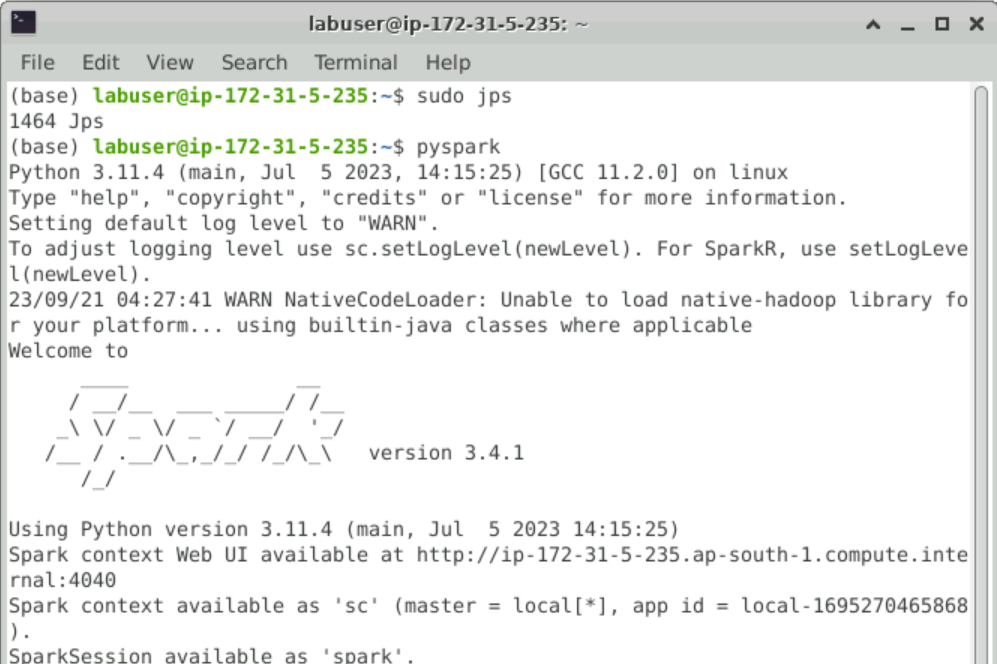 labuser@ip-172-31-5-235: ~
File Edit View Search Terminal Help
(base) labuser@ip-172-31-5-235:~$ sudo jps
1464 Jps
(base) labuser@ip-172-31-5-235:~$ pyspark
Python 3.11.4 (main, Jul  5 2023, 14:15:25) [GCC 11.2.0] on linux
Type "help", "copyright", "credits" or "license" for more information.
Setting default log level to "WARN".
To adjust logging level use sc.setLogLevel(newLevel). For SparkR, use setLogLeve
l(newLevel).
23/09/21 04:27:41 WARN NativeCodeLoader: Unable to load native-hadoop library fo
r your platform... using builtin-java classes where applicable
Welcome to
      ____              __
     / __/__  ___ _____/ /__
    _\ \/ _ \/ _ `/ __/  '_/
   /__ / .__/\_,_/_/ /_/\_\   version 3.4.1
      /_/
Using Python version 3.11.4 (main, Jul  5 2023 14:15:25)
Spark context Web UI available at http://ip-172-31-5-235.ap-south-1.compute.inte
rnal:4040
Spark context available as 'sc' (master = local[*], app id = local-1695270465868
).
SparkSession available as 'spark'.